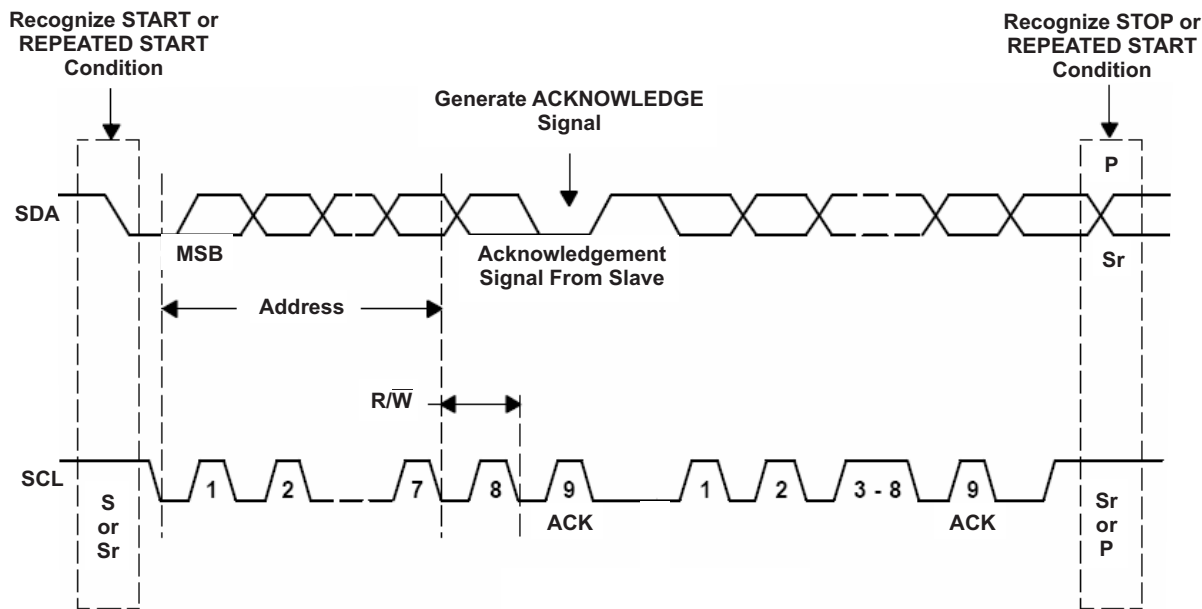 Recognize START or
REPEATED START
Condition
Recognize STOP or
REPEATED START
Condition
Generate ACKNOWLEDGE
Signal
P
SDA
MSB
Acknowledgement
Signal From Slave
Sr
Address
R/W̅
SCL
1
2
7
8
9
1
2
3 - 8
9
ACK
ACK
S
or
Sr
Sr
or
P